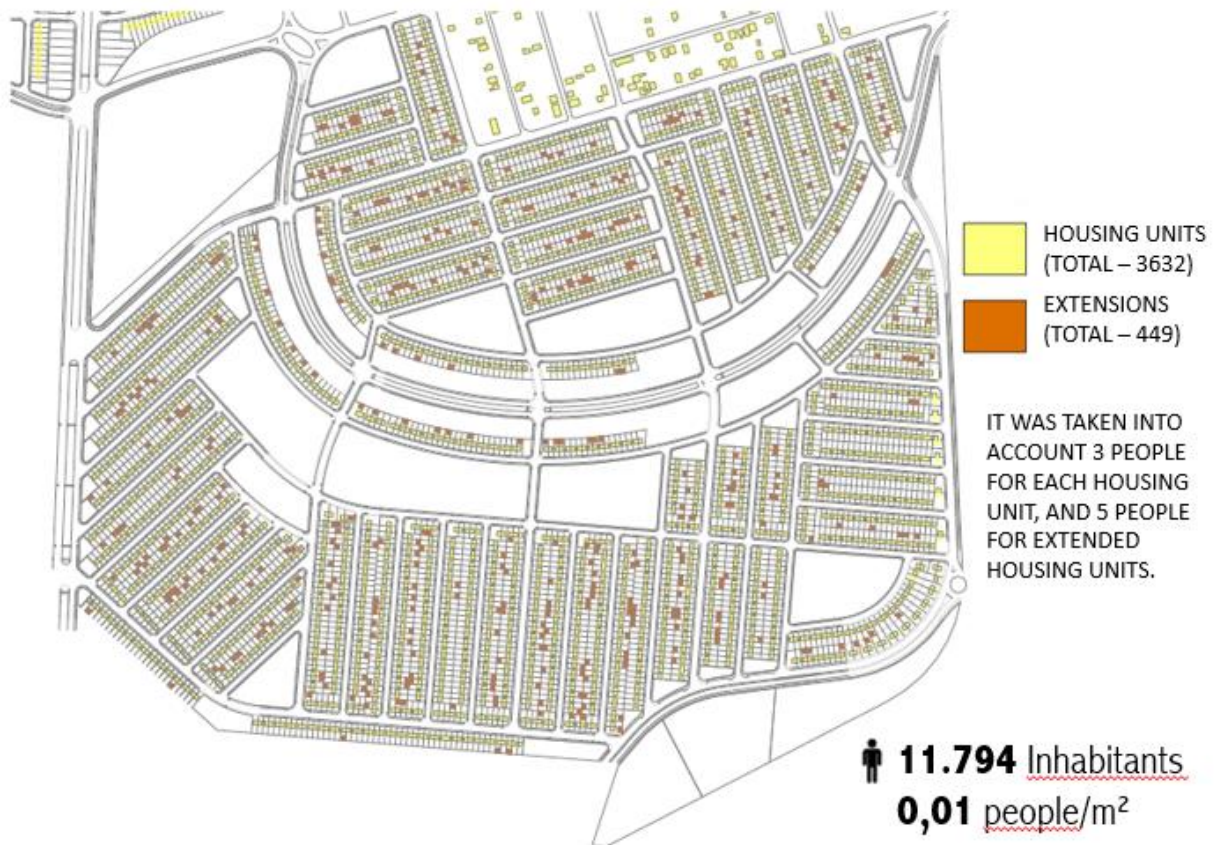 HOUSING UNITS
(TOTAL – 3632)
EXTENSIONS
(TOTAL – 449)
IT WAS TAKEN INTO
ACCOUNT 3 PEOPLE
FOR EACH HOUSING
UNIT, AND 5 PEOPLE
FOR EXTENDED
HOUSING UNITS.
11.794 Inhabitants
0,01 people/m²